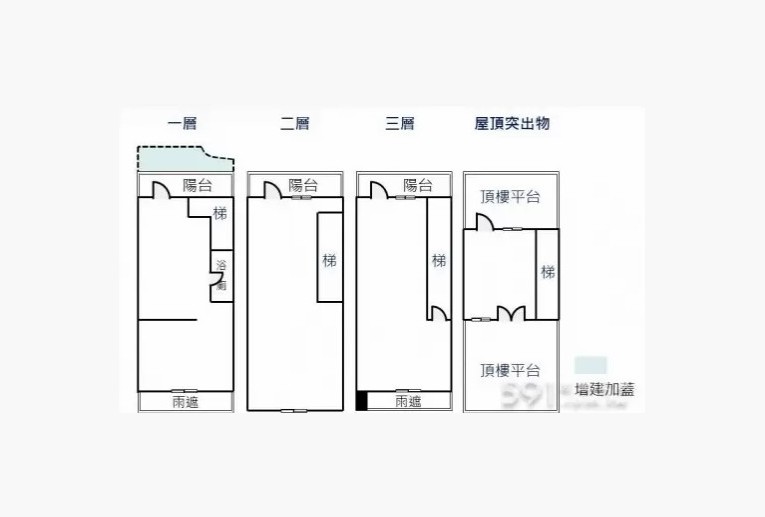 一層 二層 三層 屋頂突出物
陽台 陽台 陽台 頂樓平台
梯
梯 梯 梯
浴廁
頂樓平台
增建加蓋
雨遮 雨遮
591